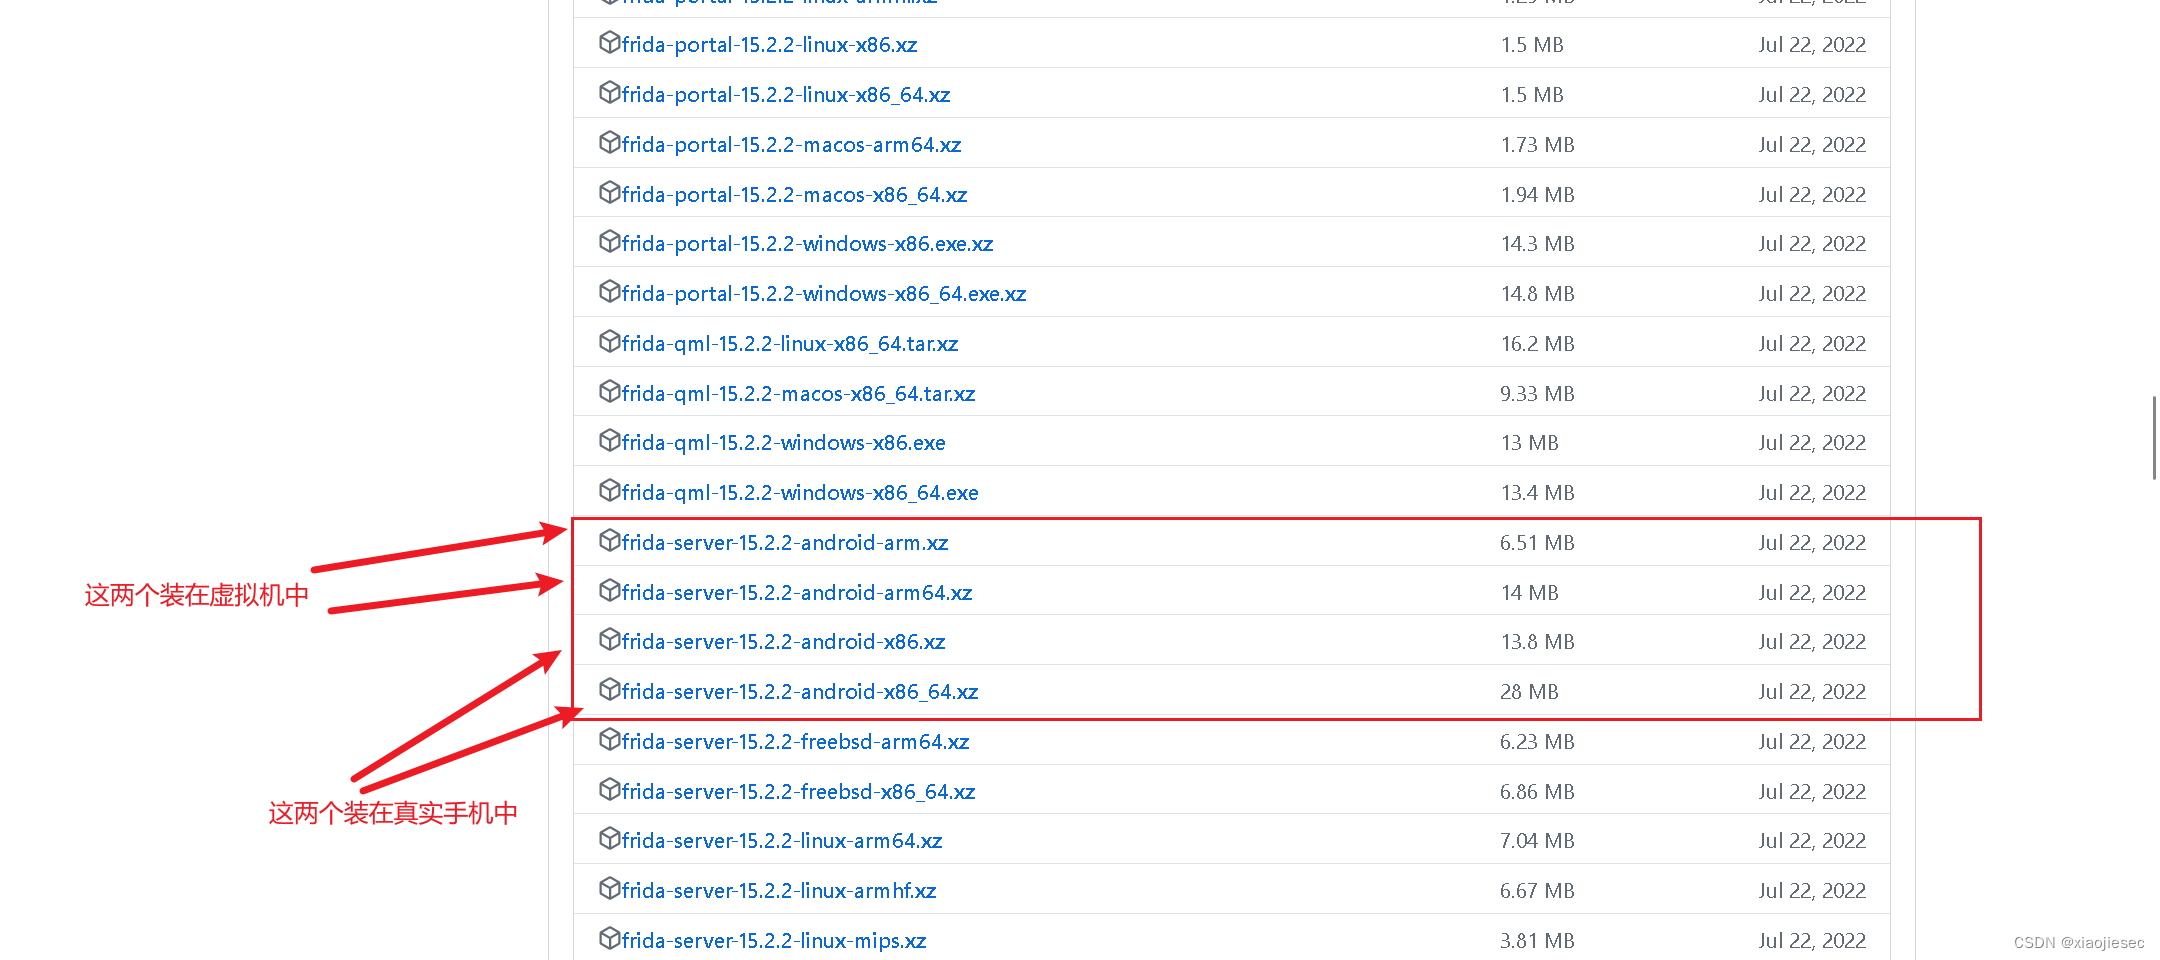 frida-portal-15.2.2-linux-armhf.xz 1.29 MB Jul 22, 2022
frida-portal-15.2.2-linux-x86.xz 1.5 MB Jul 22, 2022
frida-portal-15.2.2-linux-x86_64.xz 1.5 MB Jul 22, 2022
frida-portal-15.2.2-macos-arm64.xz 1.73 MB Jul 22, 2022
frida-portal-15.2.2-macos-x86_64.xz 1.94 MB Jul 22, 2022
frida-portal-15.2.2-windows-x86.exe.xz 14.3 MB Jul 22, 2022
frida-portal-15.2.2-windows-x86_64.exe.xz 14.8 MB Jul 22, 2022
frida-qml-15.2.2-linux-x86_64.tar.xz 16.2 MB Jul 22, 2022
frida-qml-15.2.2-macos-x86_64.tar.xz 9.33 MB Jul 22, 2022
frida-qml-15.2.2-windows-x86.exe 13 MB Jul 22, 2022
frida-qml-15.2.2-windows-x86_64.exe 13.4 MB Jul 22, 2022
frida-server-15.2.2-android-arm.xz 6.51 MB Jul 22, 2022
这两个装在虚拟机中
frida-server-15.2.2-android-arm64.xz 14 MB Jul 22, 2022
frida-server-15.2.2-android-x86.xz 13.8 MB Jul 22, 2022
frida-server-15.2.2-android-x86_64.xz 28 MB Jul 22, 2022
frida-server-15.2.2-freebsd-arm64.xz 6.23 MB Jul 22, 2022
frida-server-15.2.2-freebsd-x86_64.xz 6.86 MB Jul 22, 2022
这两个装在真实手机中
frida-server-15.2.2-linux-arm64.xz 7.04 MB Jul 22, 2022
frida-server-15.2.2-linux-armhf.xz 6.67 MB Jul 22, 2022
frida-server-15.2.2-linux-mips.xz 3.81 MB Jul 22, 2022
CSDN @xiaojiesec